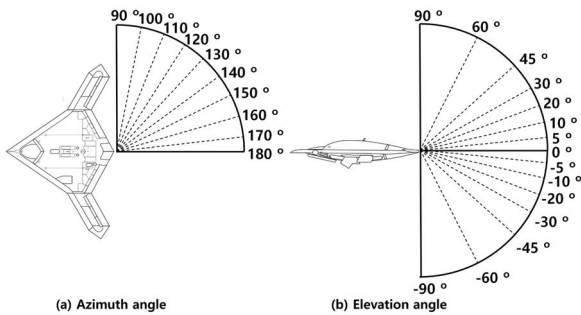 90 º
100 º
110 º
120 º
130 º
140 º
150 º
160 º
170 º
180 º
(a) Azimuth angle
90 º
60 º
45 º
30 º
20 º
10 º
5 º
0 º
-5 º
-10 º
-20 º
-30 º
-45 º
-60 º
-90 º
(b) Elevation angle